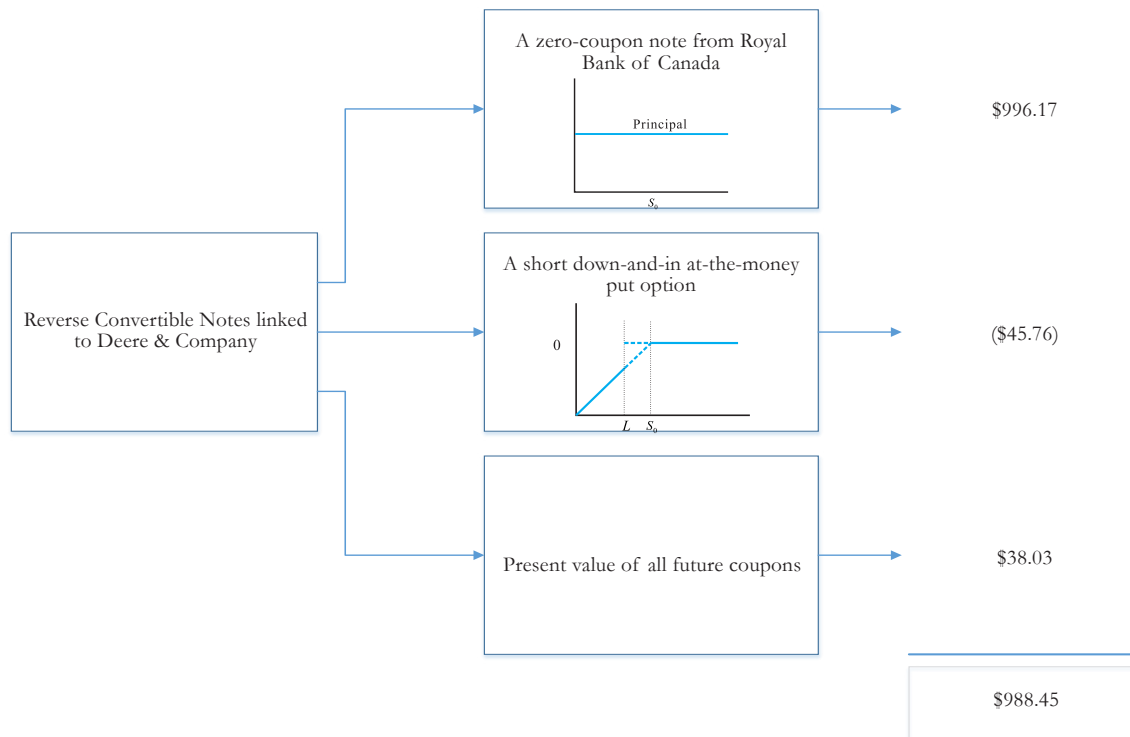 A zero-coupon note from Royal
Bank of Canada
Principal
S₀
$996.17
Reverse Convertible Notes linked
to Deere & Company
A short down-and-in at-the-money
put option
0
L S₀
($45.76)
Present value of all future coupons
$38.03
$988.45